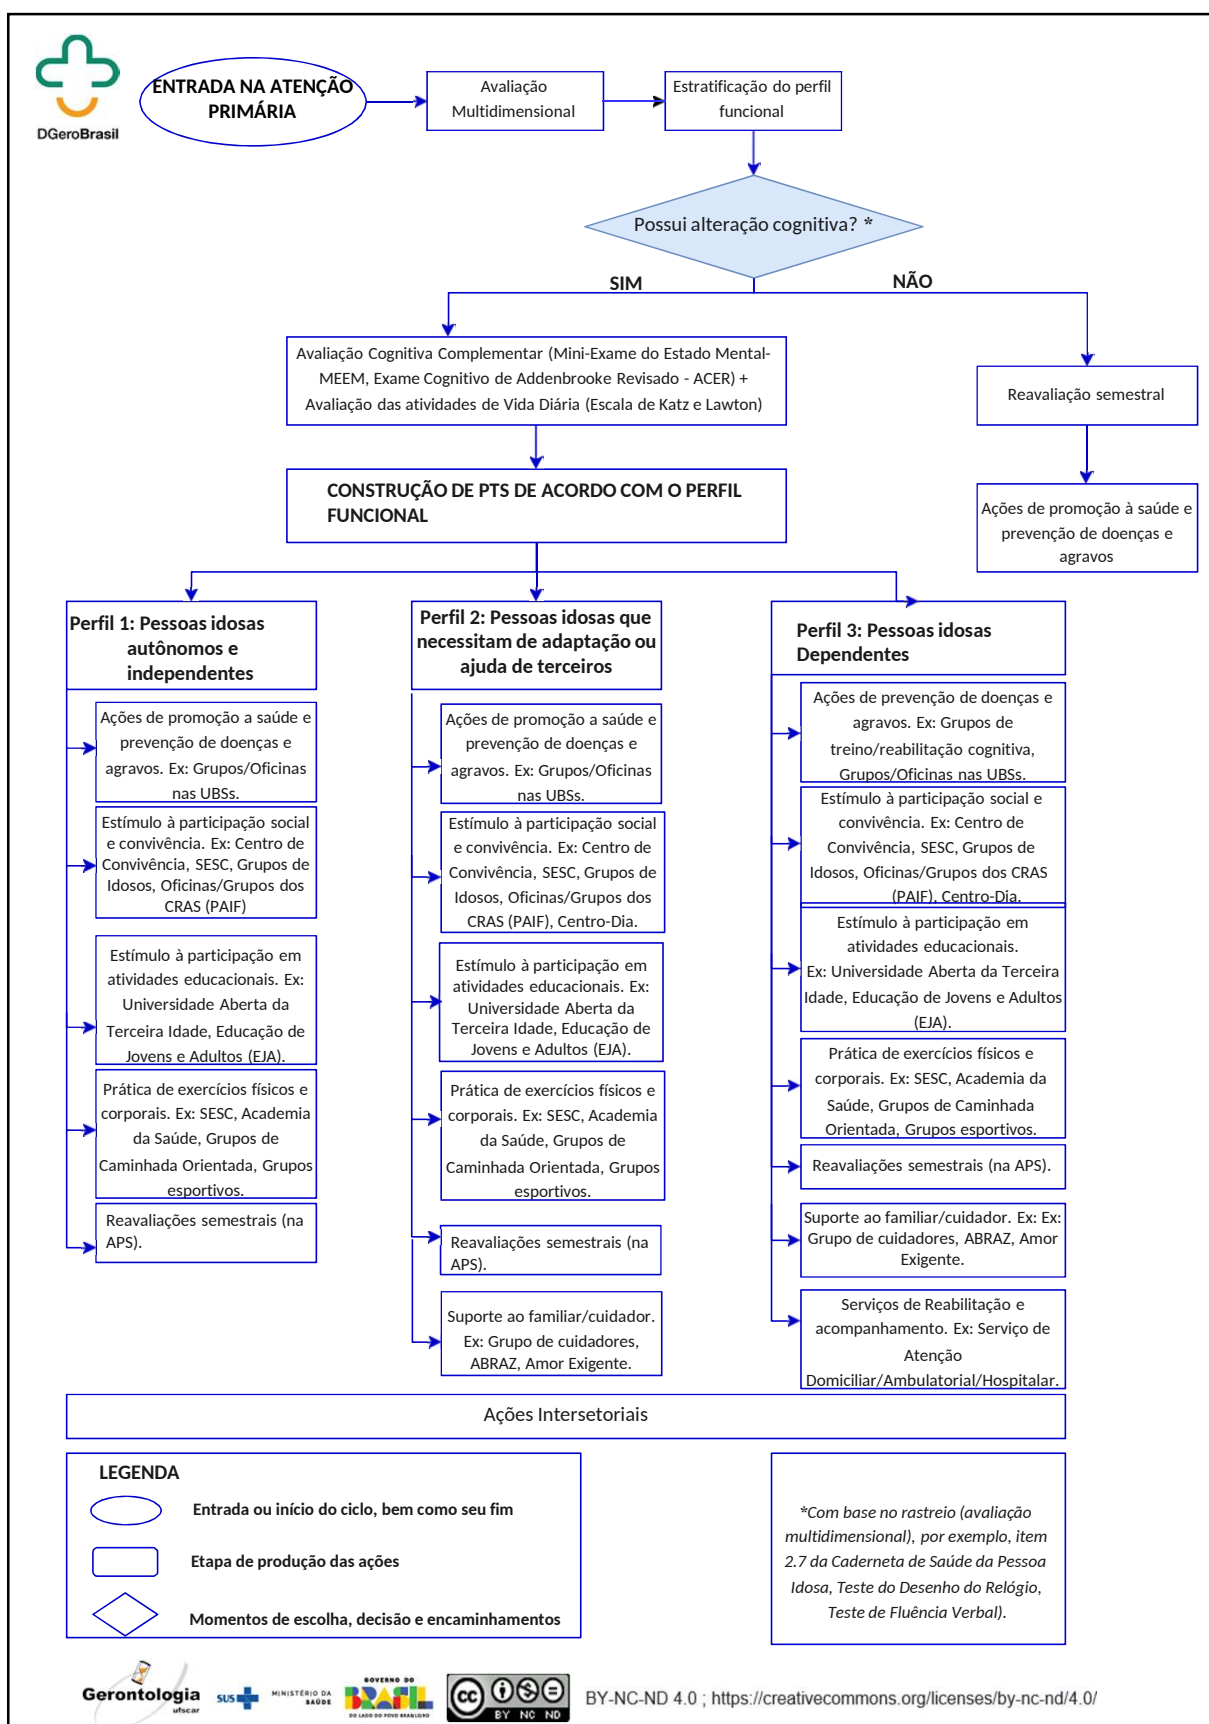 DGeroBrasil
ENTRADA NA ATENÇÃO
PRIMÁRIA
Avaliação
Multidimensional
Estratificação do perfil
funcional
Possui alteração cognitiva? *
SIM
NÃO
Avaliação Cognitiva Complementar (Mini-Exame do Estado Mental-
MEEM, Exame Cognitivo de Addenbrooke Revisado - ACER) +
Avaliação das atividades de Vida Diária (Escala de Katz e Lawton)
Reavaliação semestral
CONSTRUÇÃO DE PTS DE ACORDO COM O PERFIL
FUNCIONAL
Ações de promoção à saúde e
prevenção de doenças e
agravos
Perfil 1: Pessoas idosas
autônomos e
independentes
Ações de promoção a saúde e
prevenção de doenças e
agravos. Ex: Grupos/Oficinas
nas UBSs.
Estímulo à participação social
e convivência. Ex: Centro de
Convivência, SESC, Grupos de
Idosos, Oficinas/Grupos dos
CRAS (PAIF)
Estímulo à participação em
atividades educacionais. Ex:
Universidade Aberta da
Terceira Idade, Educação de
Jovens e Adultos (EJA).
Prática de exercícios físicos e
corporais. Ex: SESC, Academia
da Saúde, Grupos de
Caminhada Orientada, Grupos
esportivos.
Reavaliações semestrais (na
APS).
Perfil 2: Pessoas idosas que
necessitam de adaptação ou
ajuda de terceiros
Ações de promoção a saúde e
prevenção de doenças e
agravos. Ex: Grupos/Oficinas
nas UBSs.
Estímulo à participação social
e convivência. Ex: Centro de
Convivência, SESC, Grupos de
Idosos, Oficinas/Grupos dos
CRAS (PAIF), Centro-Dia.
Estímulo à participação em
atividades educacionais. Ex:
Universidade Aberta da
Terceira Idade, Educação de
Jovens e Adultos (EJA).
Prática de exercícios físicos e
corporais. Ex: SESC, Academia
da Saúde, Grupos de
Caminhada Orientada, Grupos
esportivos.
Reavaliações semestrais (na
APS).
Suporte ao familiar/cuidador.
Ex: Grupo de cuidadores,
ABRAZ, Amor Exigente.
Perfil 3: Pessoas idosas
Dependentes
Ações de prevenção de doenças e
agravos. Ex: Grupos de
treino/reabilitação cognitiva,
Grupos/Oficinas nas UBSs.
Estímulo à participação social e
convivência. Ex: Centro de
Convivência, SESC, Grupos de
Idosos, Oficinas/Grupos dos CRAS
(PAIF), Centro-Dia.
Estímulo à participação em
atividades educacionais.
Ex: Universidade Aberta da Terceira
Idade, Educação de Jovens e Adultos
(EJA).
Prática de exercícios físicos e
corporais. Ex: SESC, Academia da
Saúde, Grupos de Caminhada
Orientada, Grupos esportivos.
Reavaliações semestrais (na APS).
Suporte ao familiar/cuidador. Ex: Ex:
Grupo de cuidadores, ABRAZ, Amor
Exigente.
Serviços de Reabilitação e
acompanhamento. Ex: Serviço de
Atenção
Domiciliar/Ambulatorial/Hospitalar.
Ações Intersetoriais
LEGENDA
Entrada ou início do ciclo, bem como seu fim
Etapa de produção das ações
Momentos de escolha, decisão e encaminhamentos
*Com base no rastreio (avaliação
multidimensional), por exemplo, item
2.7 da Caderneta de Saúde da Pessoa
Idosa, Teste do Desenho do Relógio,
Teste de Fluência Verbal).
Gerontologia
ufscar
SUS
MINISTÉRIO DA
SAÚDE
GOVERNO DO
BRASIL
DO LADO DO POVO BRASILEIRO
cc
BY NC ND
BY-NC-ND 4.0 ; https://creativecommons.org/licenses/by-nc-nd/4.0/